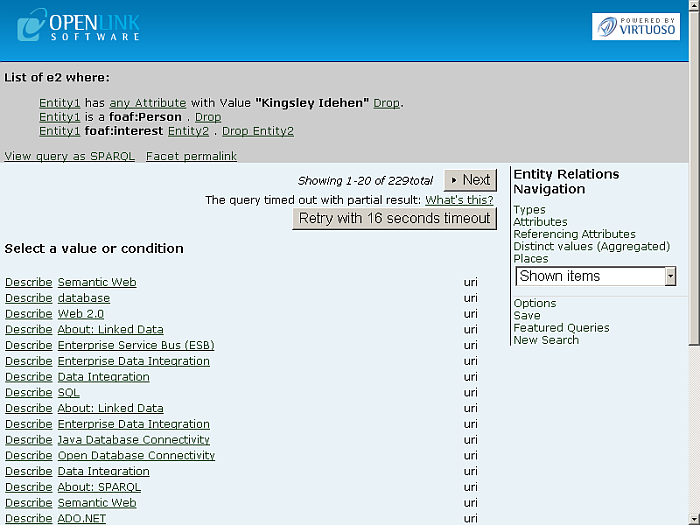 OPENLINK
SOFTWARE
POWERED BY
VIRTUOSO
List of e2 where:
Entity1 has any Attribute with Value "Kingsley Idehen" Drop.
Entity1 is a foaf:Person . Drop
Entity1 foaf:interest Entity2 . Drop Entity2
View query as SPARQL Facet permalink
Showing 1-20 of 229total Next
The query timed out with partial result: What's this?
Retry with 16 seconds timeout
Select a value or condition
Describe Semantic Web uri
Describe database uri
Describe Web 2.0 uri
Describe About: Linked Data uri
Describe Enterprise Service Bus (ESB) uri
Describe Enterprise Data Integration uri
Describe Data Integration uri
Describe SQL uri
Describe About: Linked Data uri
Describe Enterprise Data Integration uri
Describe Java Database Connectivity uri
Describe Open Database Connectivity uri
Describe Data Integration uri
Describe About: SPARQL uri
Describe Semantic Web uri
Describe ADO.NET uri
Entity Relations
Navigation
Types
Attributes
Referencing Attributes
Distinct values (Aggregated)
Places
Shown items
Options
Save
Featured Queries
New Search